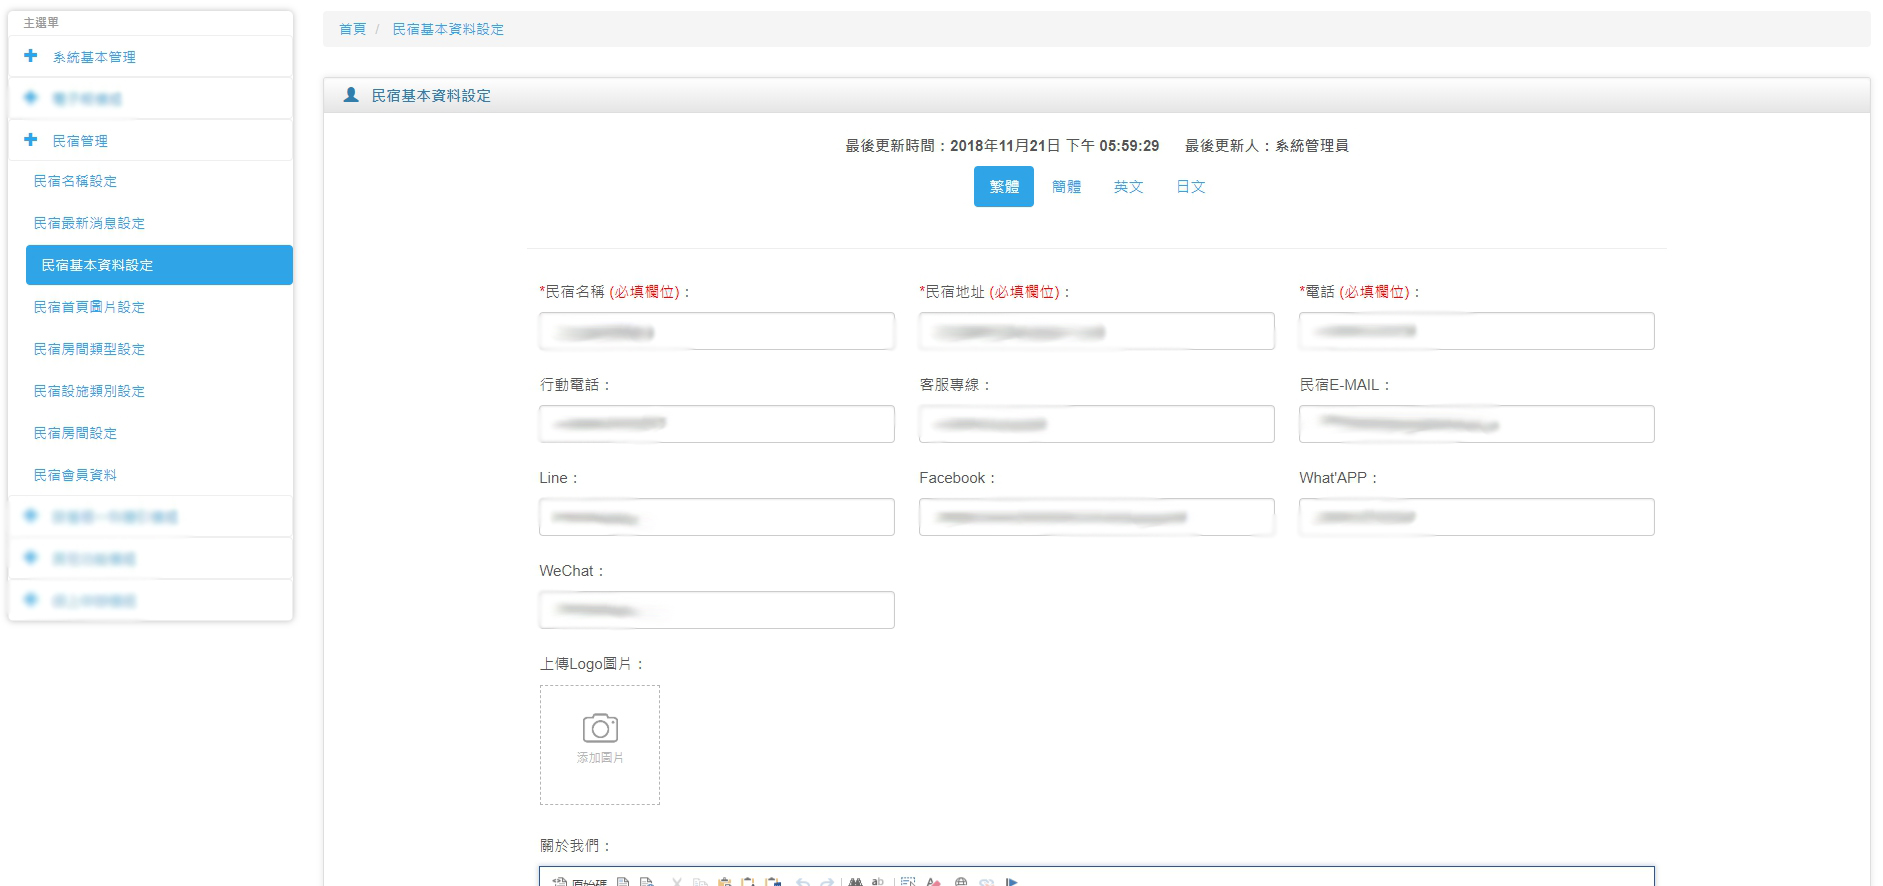 主選單
系統基本管理
民宿管理
民宿名稱設定
民宿最新消息設定
民宿基本資料設定
民宿首頁圖片設定
民宿房間類型設定
民宿設施類別設定
民宿房間設定
民宿會員資料
首頁 / 民宿基本資料設定
民宿基本資料設定
最後更新時間：2018年11月21日 下午 05:59:29 最後更新人：系統管理員
繁體 簡體 英文 日文
*民宿名稱 (必填欄位)： *民宿地址 (必填欄位)： *電話 (必填欄位)：
行動電話： 客服專線： 民宿E-MAIL：
Line： Facebook： What'APP：
WeChat：
上傳Logo圖片：
添加圖片
關於我們：
原始碼